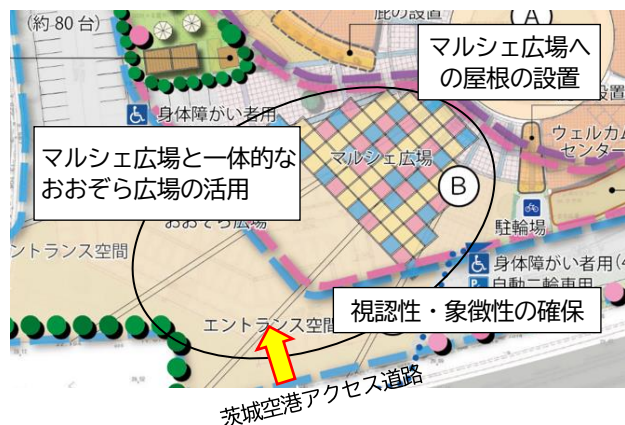 (約80台)
庇の設置
A
マルシェ広場へ
の屋根の設置
設置
身体障がい者用
ウェルカム
センター
マルシェ広場と一体的な
おおぞら広場の活用
マルシェ広場
B
おおぞら広場
駐輪場
ントランス空間
身体障がい者用(4
P 自動二輪車用
エントランス空間
視認性・象徴性の確保
茨城空港アクセス道路